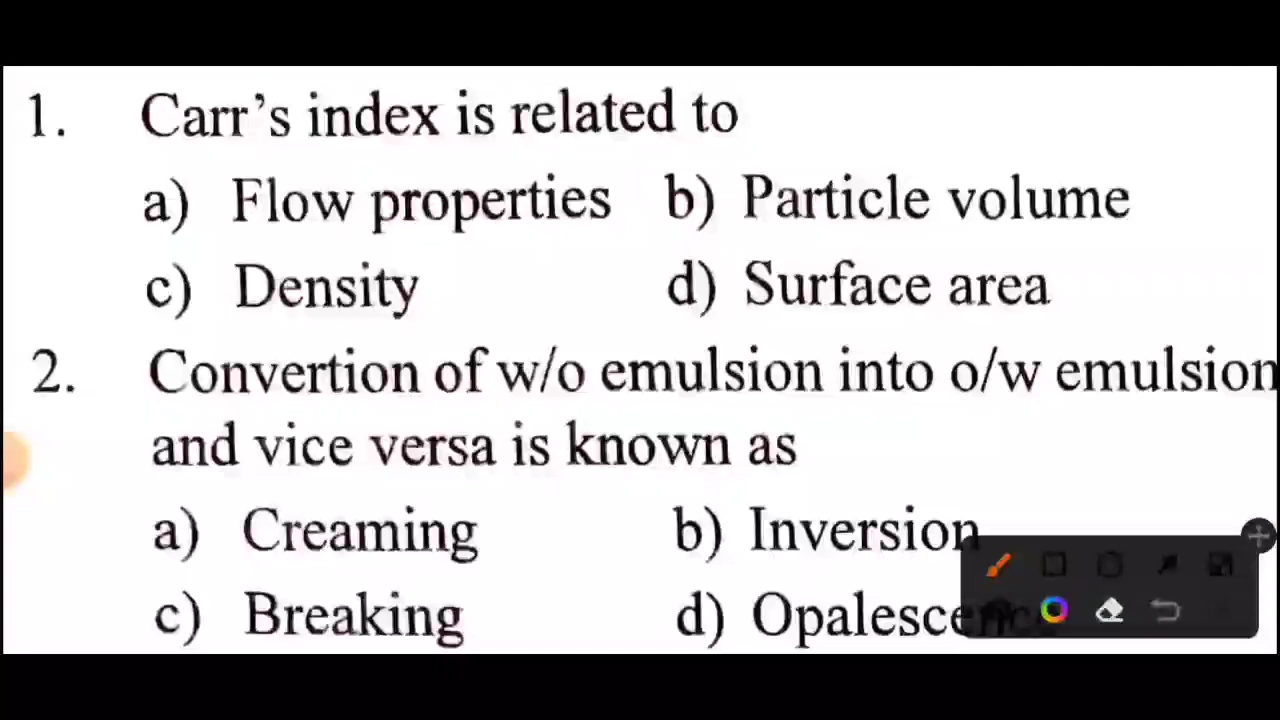 1. Carr's index is related to
a) Flow properties b) Particle volume
c) Density d) Surface area
2. Convertion of w/o emulsion into o/w emulsion
and vice versa is known as
a) Creaming b) Inversion
c) Breaking d)